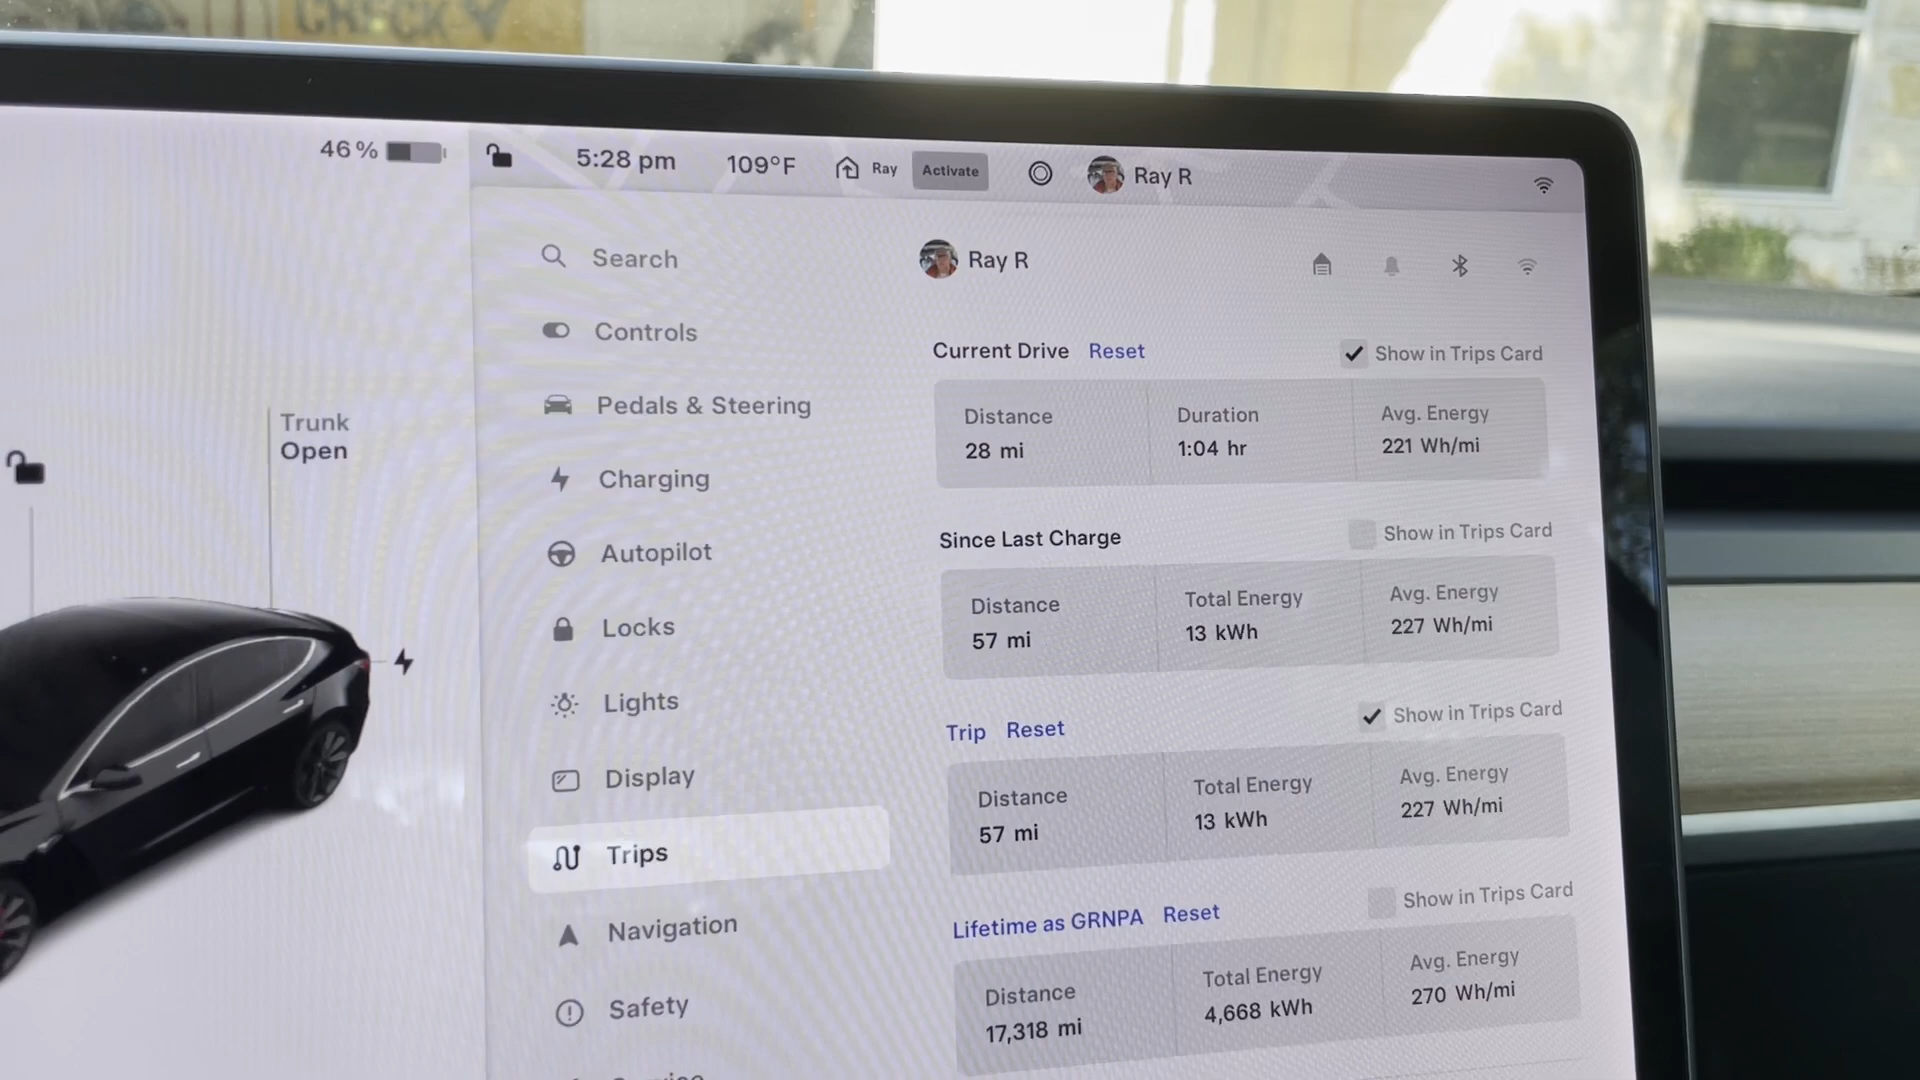 CHECK
46%
5:28 pm
109°F
Ray
Activate
Ray R
Trunk
Open
Search
Controls
Pedals & Steering
Charging
Autopilot
Locks
Lights
Display
Trips
Navigation
Safety
Ray R
Current Drive Reset
Show in Trips Card
Distance Duration Avg. Energy
28 mi 1:04 hr 221 Wh/mi
Since Last Charge
Show in Trips Card
Distance Total Energy Avg. Energy
57 mi 13 kWh 227 Wh/mi
Trip Reset
Show in Trips Card
Distance Total Energy Avg. Energy
57 mi 13 kWh 227 Wh/mi
Lifetime as GRNPA Reset
Show in Trips Card
Distance Total Energy Avg. Energy
17,318 mi 4,668 kWh 270 Wh/mi